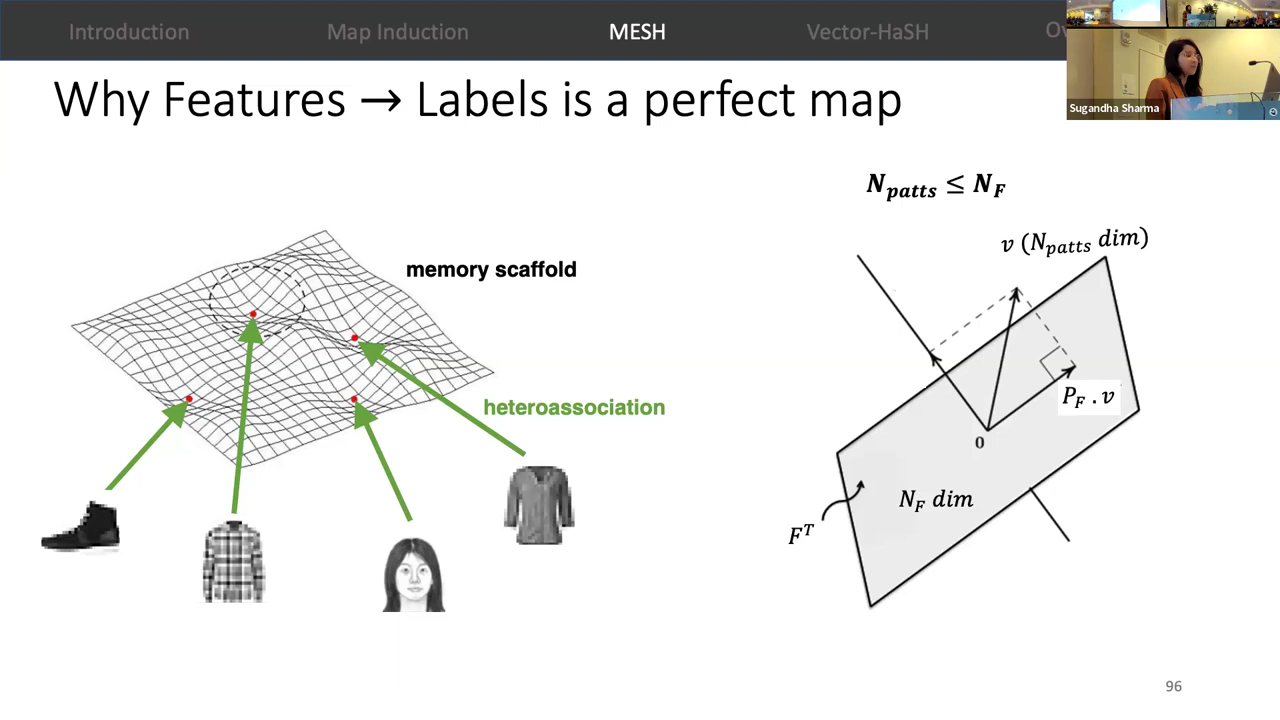 Introduction
Map Induction
MESH
Vector-HaSH
Sugandha Sharma
Why Features → Labels is a perfect map
memory scaffold
heteroassociation
N_patts ≤ N_F
v (N_patts dim)
P_F . v
0
N_F dim
F^T
96